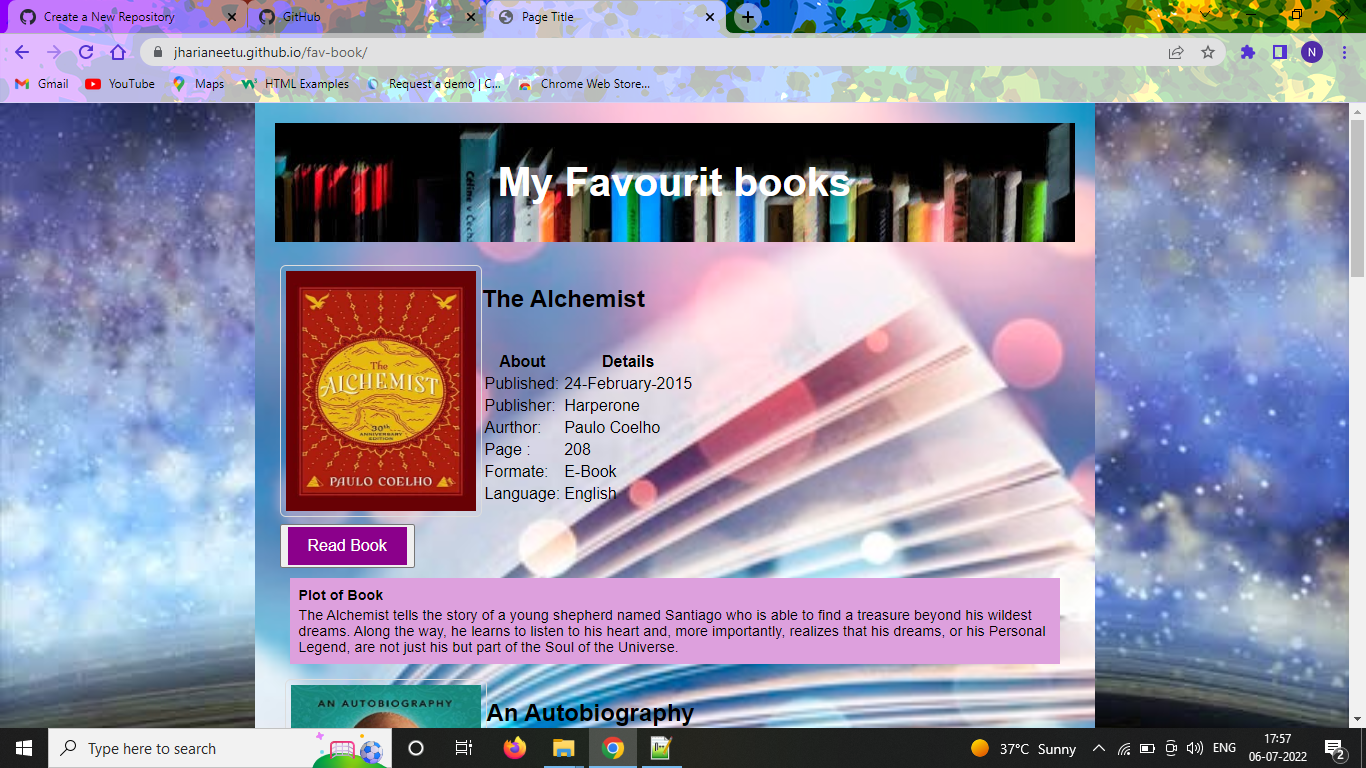 Create a New Repository
GitHub
Page Title
jharianeetu.github.io/fav-book/
N
Gmail
YouTube
Maps
HTML Examples
Request a demo | C...
Chrome Web Store...
My Favourit books
Céline v Čechá
The Alchemist
The
ALCHEMIST
30th
ANNIVERSARY
EDITION
PAULO COELHO
About Details
Published: 24-February-2015
Publisher: Harperone
Aurthor: Paulo Coelho
Page : 208
Formate: E-Book
Language: English
Read Book
Plot of Book
The Alchemist tells the story of a young shepherd named Santiago who is able to find a treasure beyond his wildest
dreams. Along the way, he learns to listen to his heart and, more importantly, realizes that his dreams, or his Personal
Legend, are not just his but part of the Soul of the Universe.
AN AUTOBIOGRAPHY
An Autobiography
Type here to search
37°C Sunny
ENG
17:57
06-07-2022
2